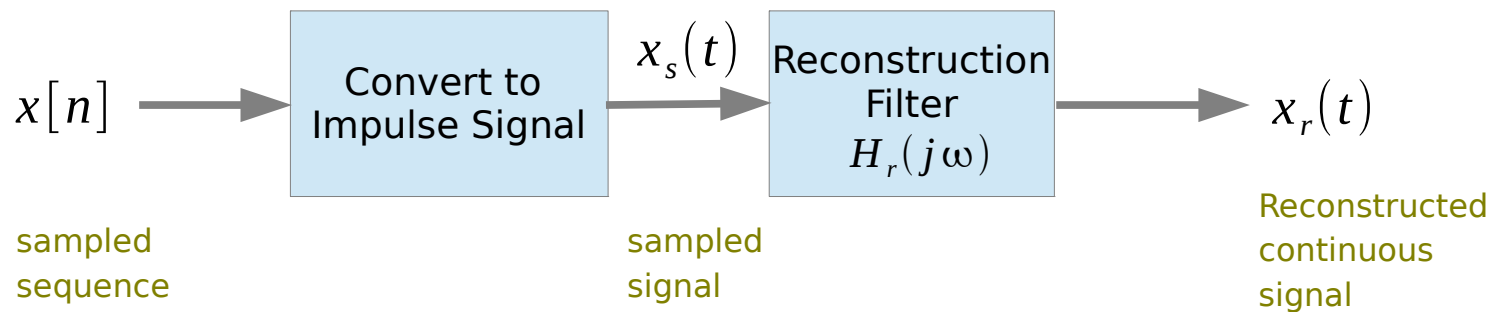 x[n]
Convert to
Impulse Signal
x_s(t)
Reconstruction
Filter
H_r(jω)
x_r(t)
sampled
sequence
sampled
signal
Reconstructed
continuous
signal